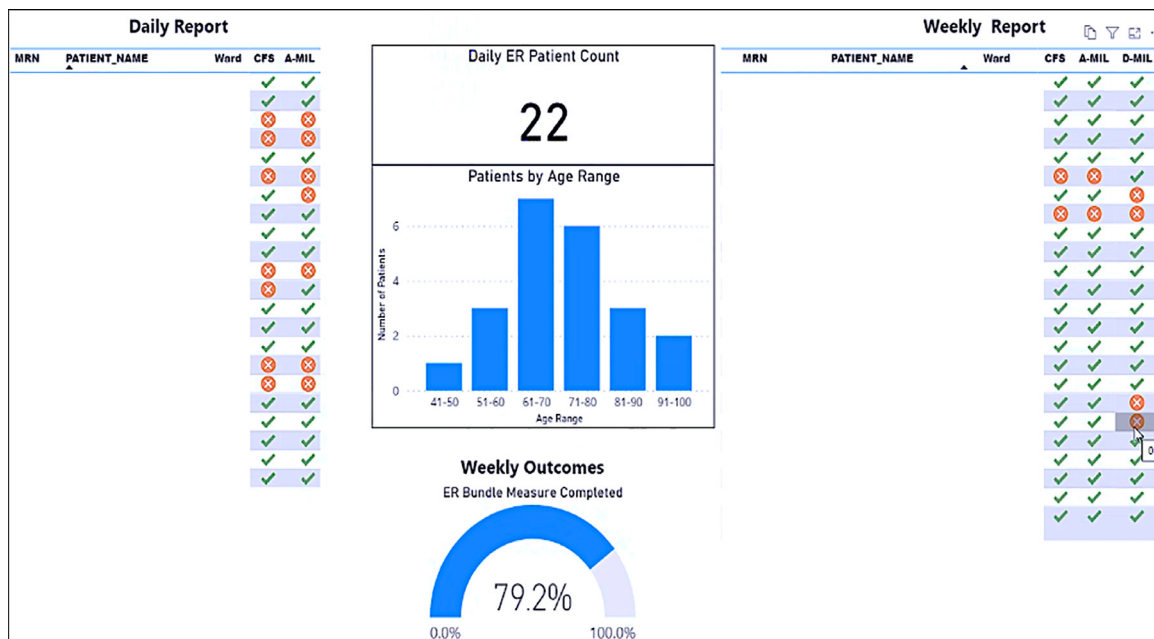 Daily Report
MRN PATIENT_NAME Ward CFS A-MIL
Daily ER Patient Count
22
Patients by Age Range
Number of Patients
6
4
2
0
41-50 51-60 61-70 71-80 81-90 91-100
Age Range
Weekly Outcomes
ER Bundle Measure Completed
79.2%
0.0% 100.0%
Weekly Report
MRN PATIENT_NAME Ward CFS A-MIL D-MIL
0